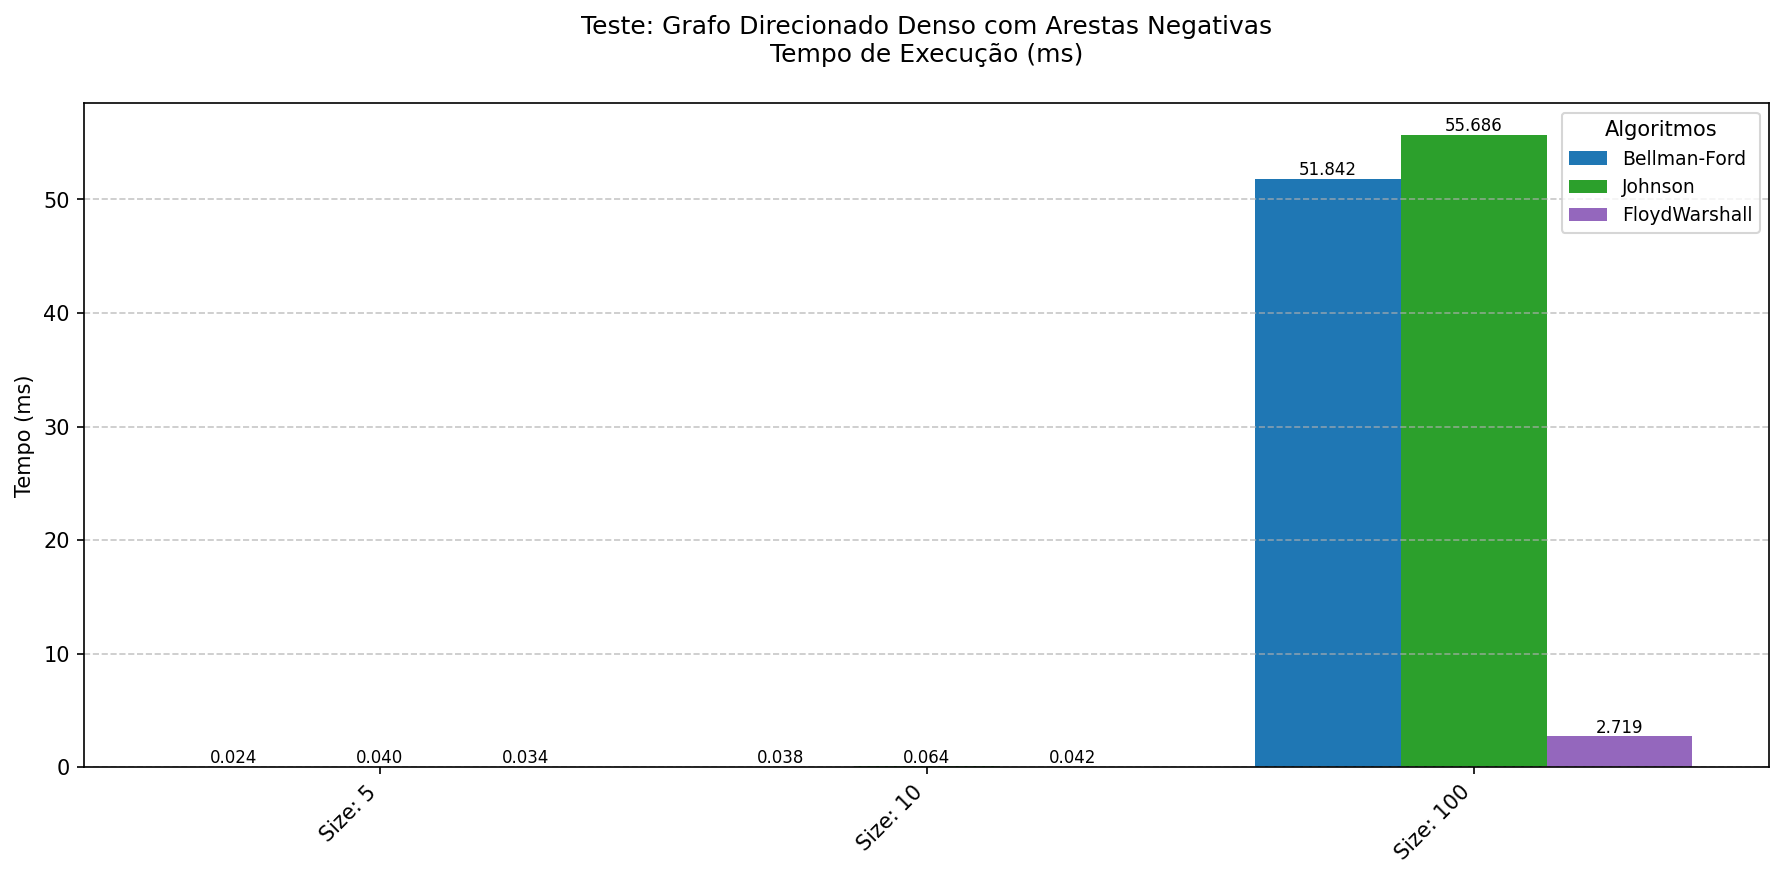 Teste: Grafo Direcionado Denso com Arestas Negativas
Tempo de Execução (ms)
Algoritmos
Bellman-Ford
Johnson
FloydWarshall
Tempo (ms)
50
40
30
20
10
0
0.024
0.040
0.034
0.038
0.064
0.042
51.842
55.686
2.719
Size: 5
Size: 10
Size: 100